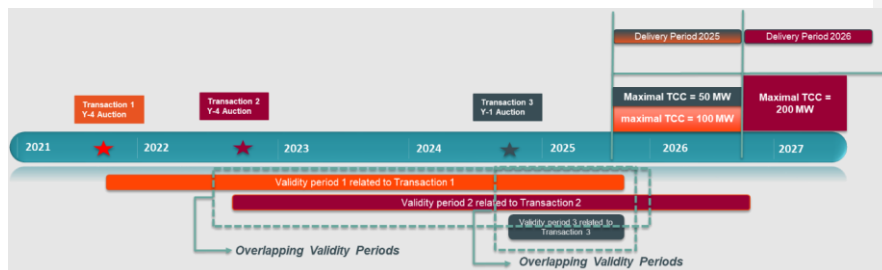 Delivery Period 2025
Delivery Period 2026
Transaction 1
Y-4 Auction
Transaction 2
Y-4 Auction
Transaction 3
Y-1 Auction
Maximal TCC = 50 MW
maximal TCC = 100 MW
Maximal TCC =
200 MW
2021
2022
2023
2024
2025
2026
2027
Validity period 1 related to Transaction 1
Validity period 2 related to Transaction 2
Validity period 3 related to
Transaction 3
Overlapping Validity Periods
Overlapping Validity Periods